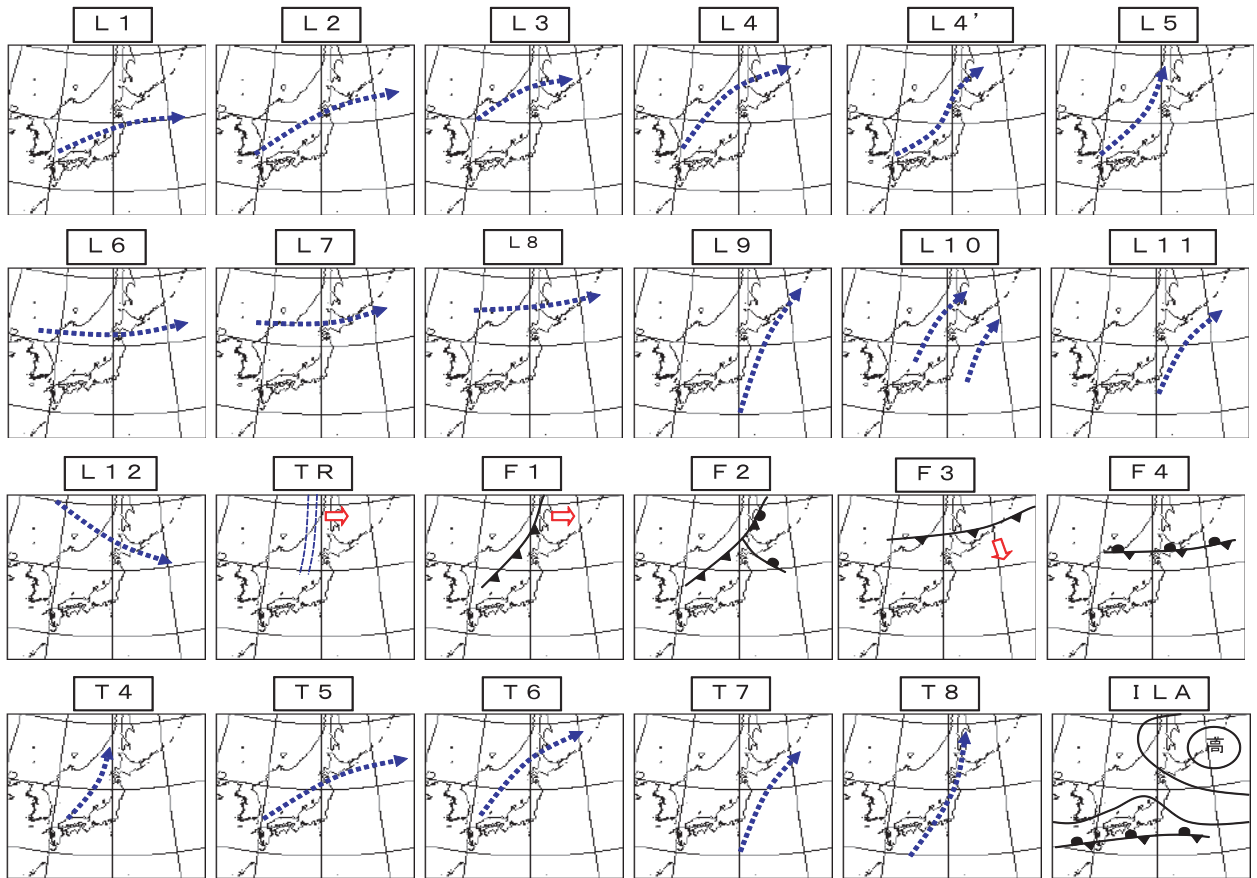 L1 L2 L3 L4 L4’ L5
L6 L7 L8 L9 L10 L11
L12 TR F1 F2 F3 F4
T4 T5 T6 T7 T8 ILA
高